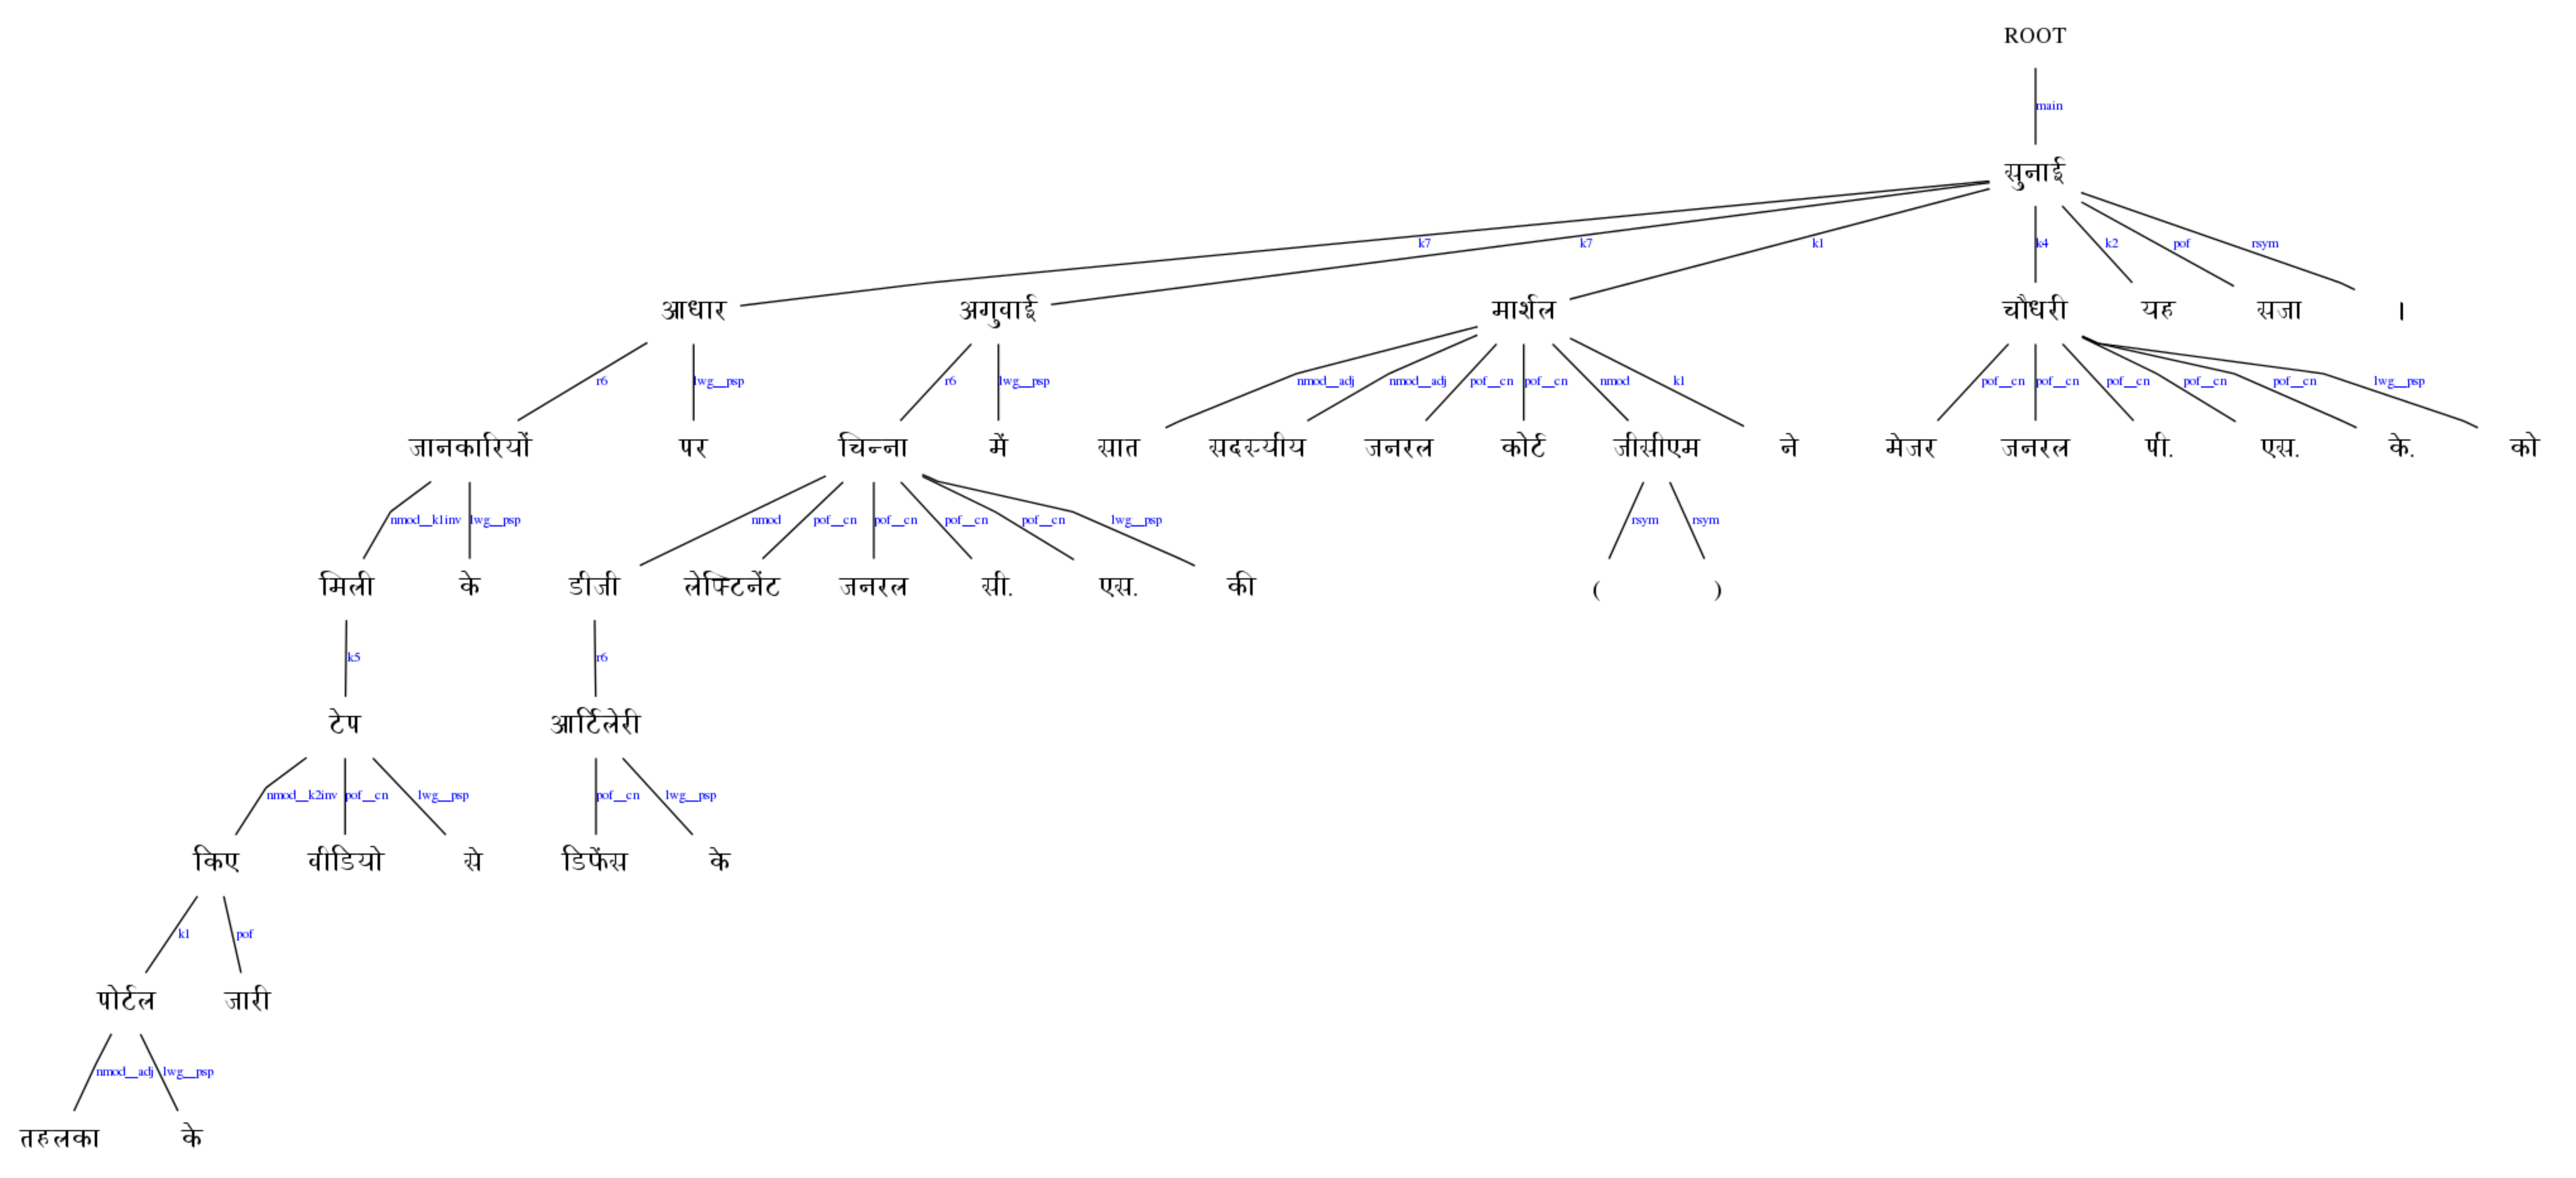 ROOT
main
सुनाई
k7 k7 k1 k4 k2 pof rsym
आधार अगुवाई मार्शल चौधरी यह सजा ।
r6 lwg__psp r6 lwg__psp nmod__adj nmod__adj pof__cn pof__cn nmod k1 pof__cn pof__cn pof__cn pof__cn pof__cn lwg__psp
जानकारियों पर चिन्ना में सात सदस्यीय जनरल कोर्ट जीसीएम ने मेजर जनरल पी. एस. के. को
nmod__k1inv lwg__psp nmod pof__cn pof__cn pof__cn pof__cn lwg__psp rsym rsym
मिली के डीजी लेफ्टिनेंट जनरल सी. एस. की ( )
k5 r6
टेप आर्टिलेरी
nmod__k2inv pof__cn lwg__psp pof__cn lwg__psp
किए वीडियो से डिफेंस के
k1 pof
पोर्टल जारी
nmod__adj lwg__psp
तहलका के